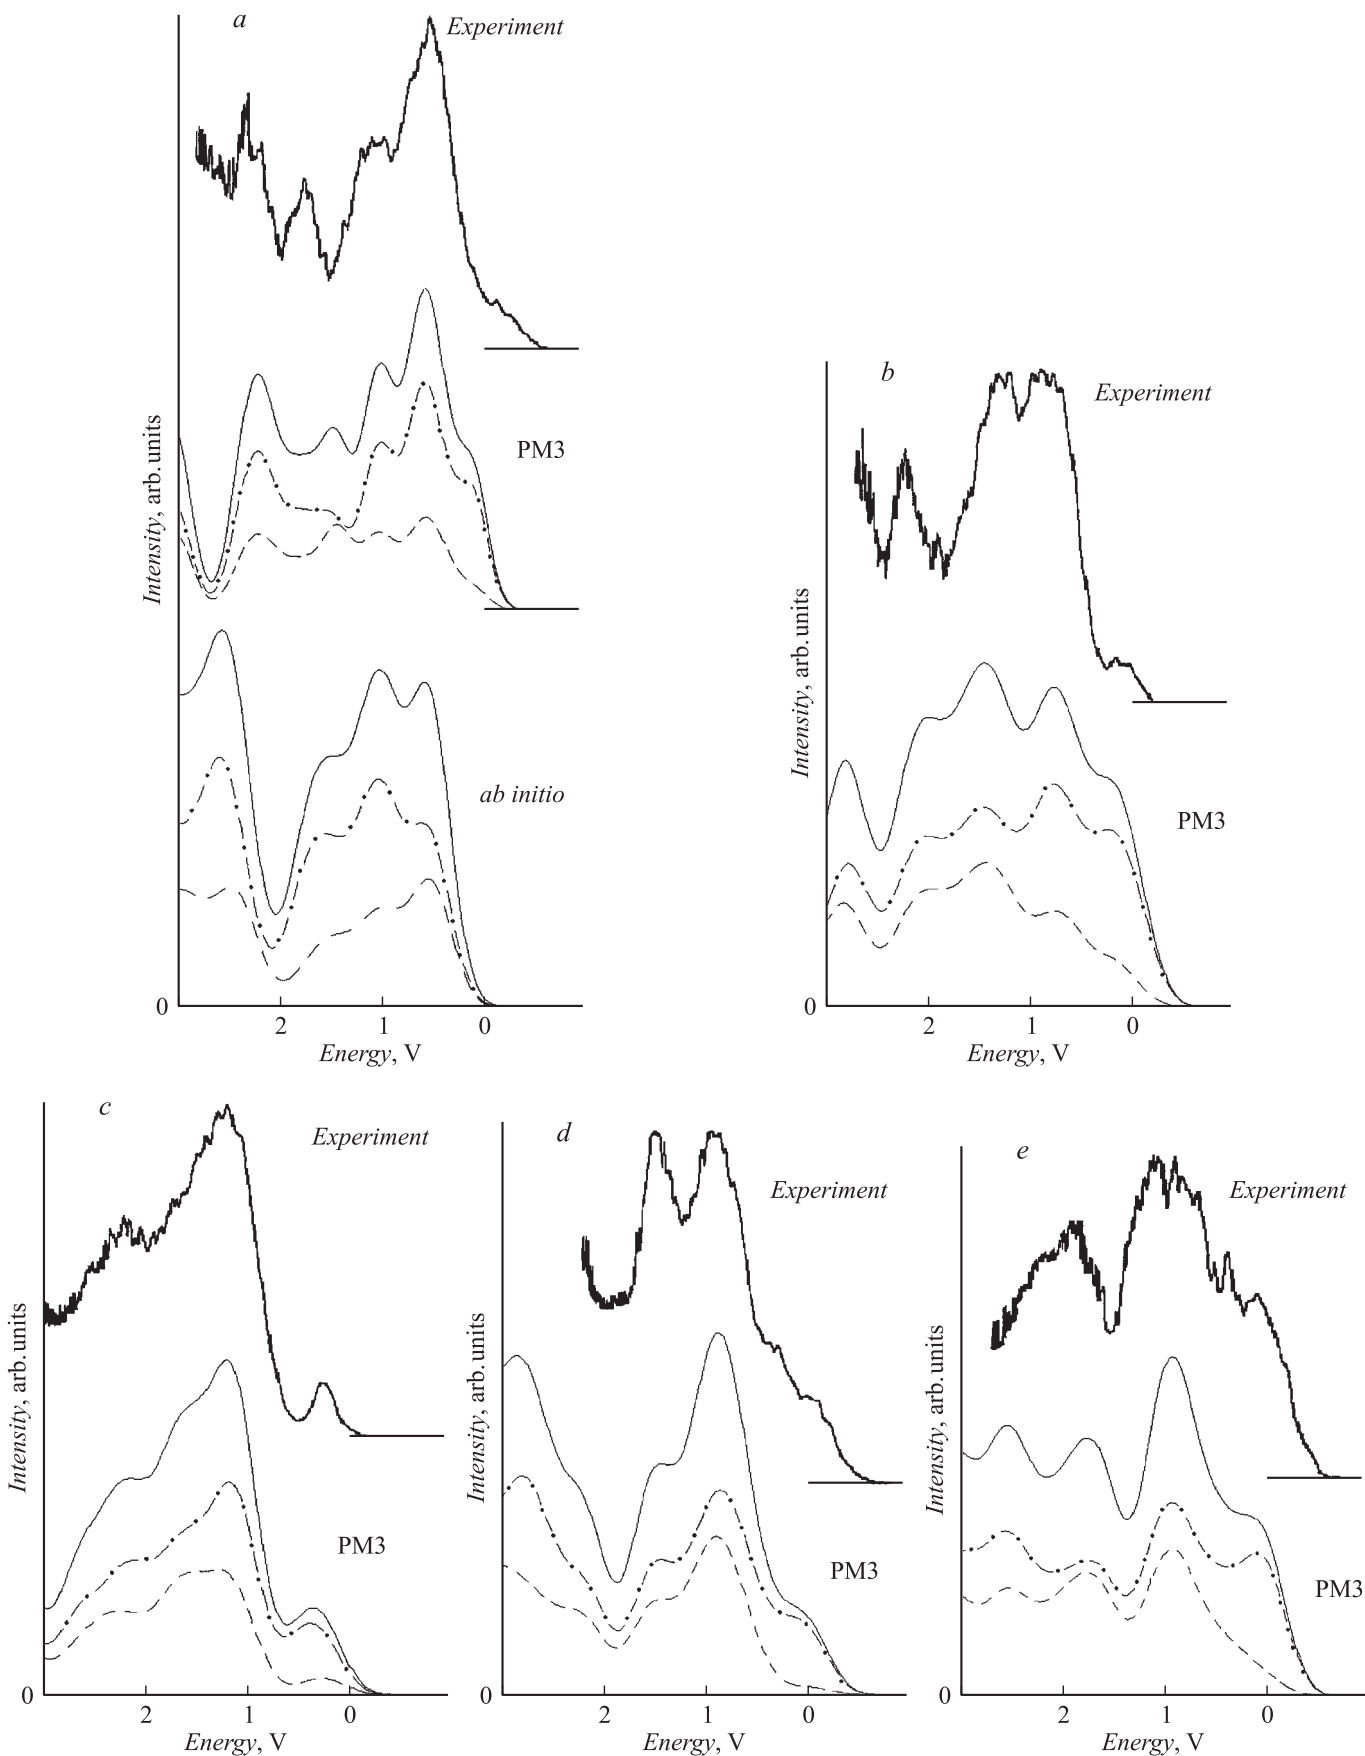 a
Experiment
PM3
Intensity, arb. units
ab initio
0
2 1 0
Energy, V
b
Experiment
Intensity, arb. units
PM3
0
2 1 0
Energy, V
c
Experiment
Intensity, arb. units
PM3
0
2 1 0
Energy, V
d
Experiment
Intensity, arb. units
PM3
0
2 1 0
Energy, V
e
Experiment
Intensity, arb. units
PM3
0
2 1 0
Energy, V